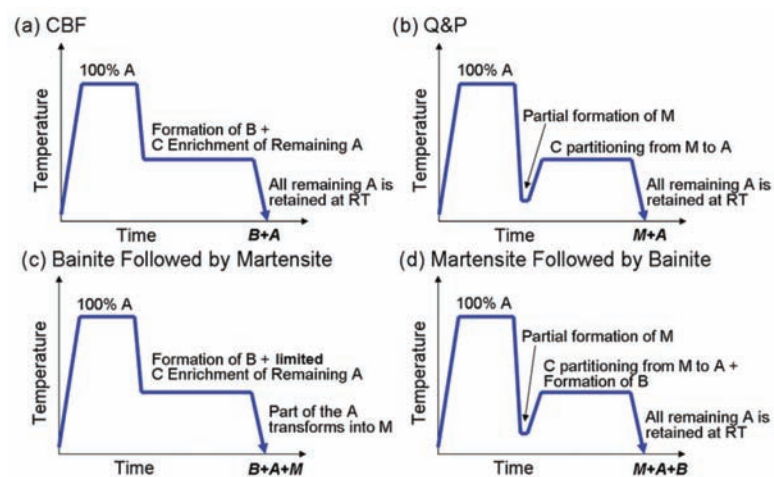 (a) CBF
Temperature
100% A
Formation of B +
C Enrichment of Remaining A
All remaining A is
retained at RT
Time
B+A
(b) Q&P
Temperature
100% A
Partial formation of M
C partitioning from M to A
All remaining A is
retained at RT
Time
M+A
(c) Bainite Followed by Martensite
Temperature
100% A
Formation of B + limited
C Enrichment of Remaining A
Part of the A
transforms into M
Time
B+A+M
(d) Martensite Followed by Bainite
Temperature
100% A
Partial formation of M
C partitioning from M to A +
Formation of B
All remaining A is
retained at RT
Time
M+A+B